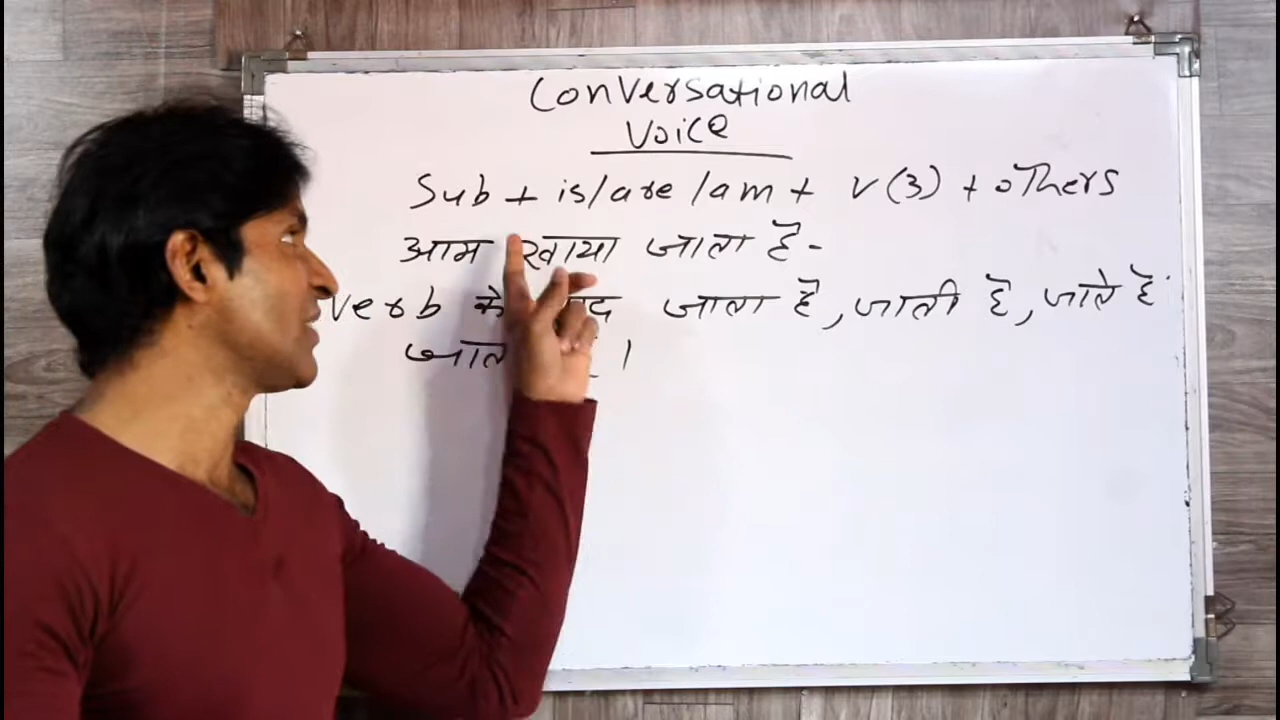 Conversational
Voice
Sub + is/are/am + v(3) + others
आम खाया जाता है-
verb के बाद जाता है, जाती है, जाते है